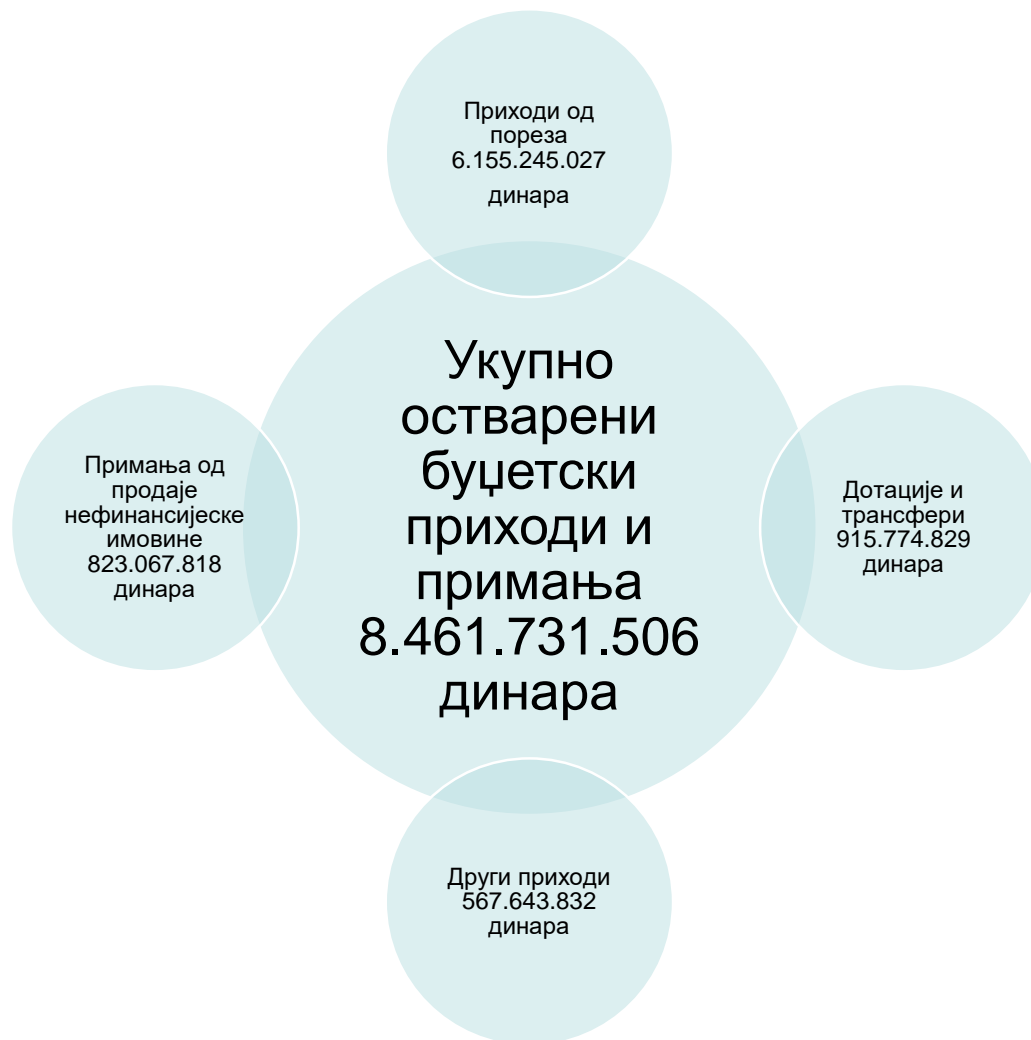 Приходи од
пореза
6.155.245.027
динара
Укупно
остварени
буџетски
приходи и
примања
8.461.731.506
динара
Примања од
продаје
нефинансијеске
имовине
823.067.818
динара
Дотације и
трансфери
915.774.829
динара
Други приходи
567.643.832
динара